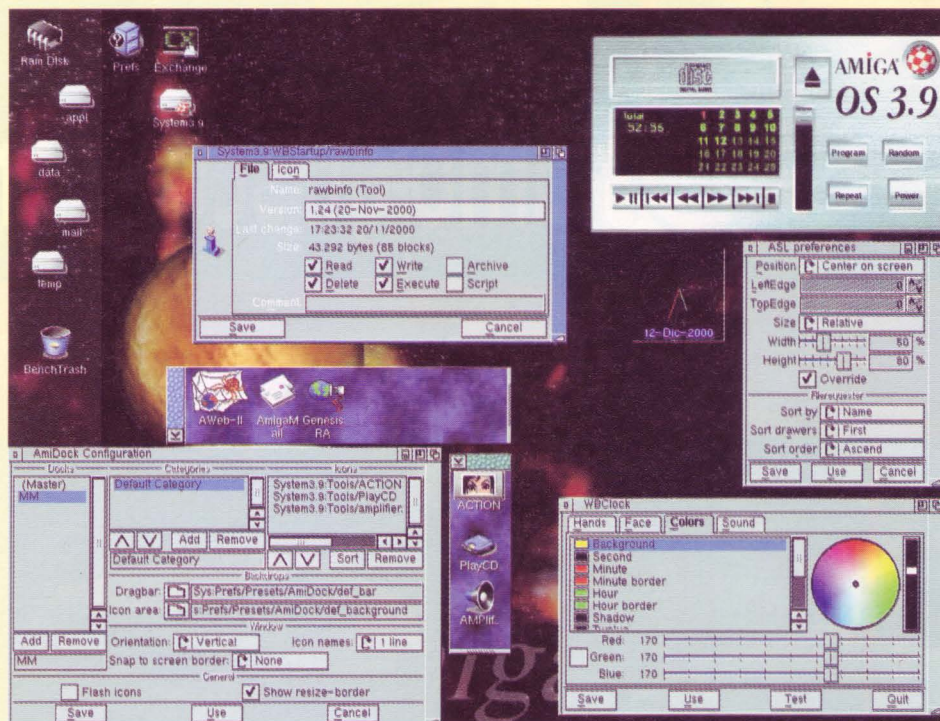 Ram Disk
Prefs
Exchange
appl
System3.9
data
mail
temp
BenchTrash
System3.9:WBStartup/rawbinfo
File
Icon
Name: rawbinfo (Tool)
Version: 1.24 (20-Nov-2000)
Last change: 17:23:32 20/11/2000
Size: 43.292 bytes (86 blocks)
Read
Write
Archive
Delete
Execute
Script
Comment:
Save
Cancel
disc
DIGITAL AUDIO
AMIGA
OS 3.9
Total
52:55
1 2 3 4 5
6 7 8 9 10
11 12 13 14 15
16 17 18 19 20
21 22 23 24 25
Program
Random
Repeat
Power
12-Dic-2000
ASL preferences
Position Center on screen
LeftEdge 0
TopEdge 0
Size Relative
Width 50 %
Height 80 %
Override
Filerequester
Sort by Name
Sort drawers First
Sort order Ascend
Save
Use
Cancel
AWeb-II
AmigaM
ail
Genesis
RA
AmiDock Configuration
Docks
Categories
Icons
(Master)
MM
Default Category
System3.9:Tools/ACTION
System3.9:Tools/PlayCD
System3.9:Tools/amplifier.
Add
Remove
Default Category
Sort
Remove
Backdrops
Dragbar: Sys:Prefs/Presets/AmiDock/def_bar
Icon area: s:Prefs/Presets/AmiDock/def_background
Window
Add
Remove
Orientation: Vertical
Icon names: 1 line
MM
Snap to screen border: None
General
Flash icons
Show resize-border
Save
Use
Cancel
ACTION
PlayCD
AMPlif..
WBClock
Hands
Face
Colors
Sound
Background
Second
Minute
Minute border
Hour
Hour border
Shadow
Red: 170
Green: 170
Blue: 170
Save
Use
Test
Quit